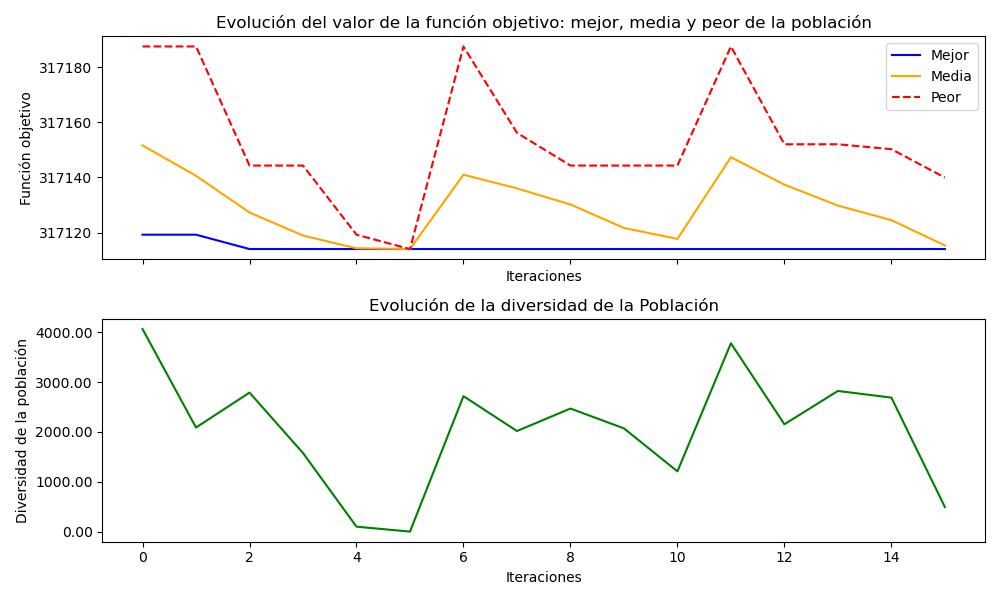 Evolución del valor de la función objetivo: mejor, media y peor de la población
Función objetivo
317180
317160
317140
317120
Mejor
Media
Peor
Iteraciones
Evolución de la diversidad de la Población
Diversidad de la población
4000.00
3000.00
2000.00
1000.00
0.00
0 2 4 6 8 10 12 14
Iteraciones